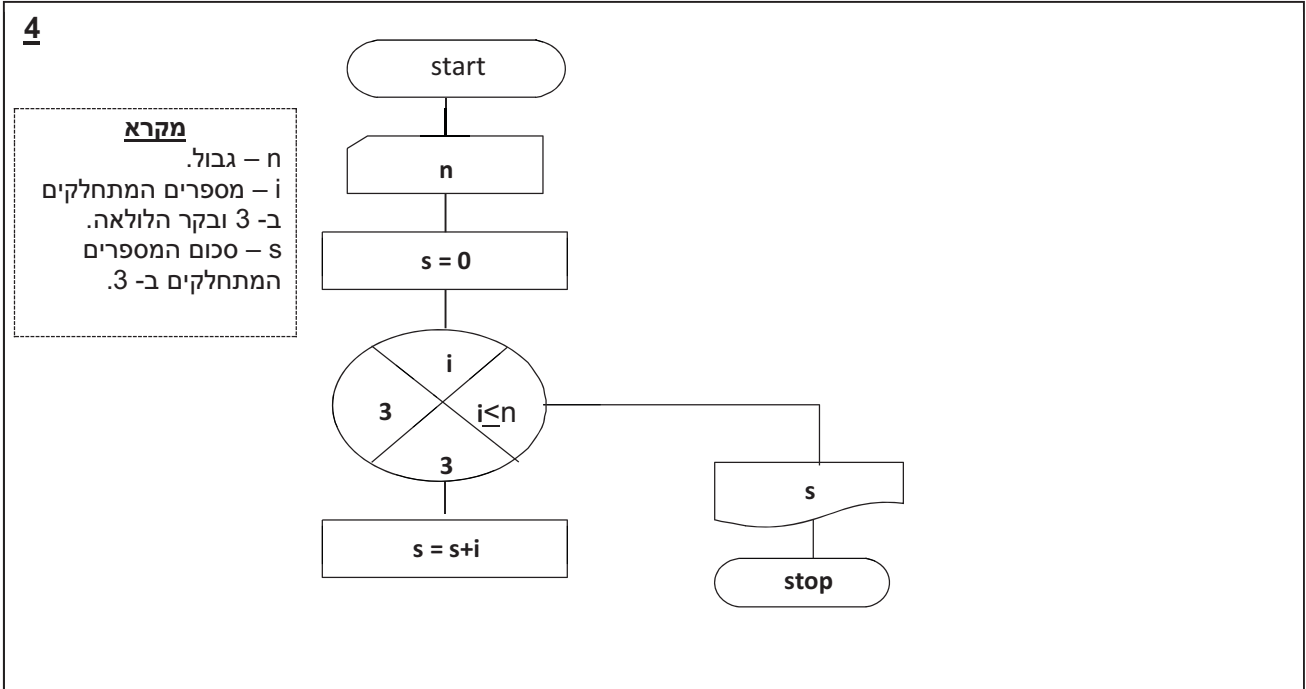 4
start
מקרא
n – גבול.
i – מספרים המתחלקים
ב- 3 ובקר הלולאה.
s – סכום המספרים
המתחלקים ב- 3.
n
s = 0
i
3
i≤n
3
s = s+i
s
stop